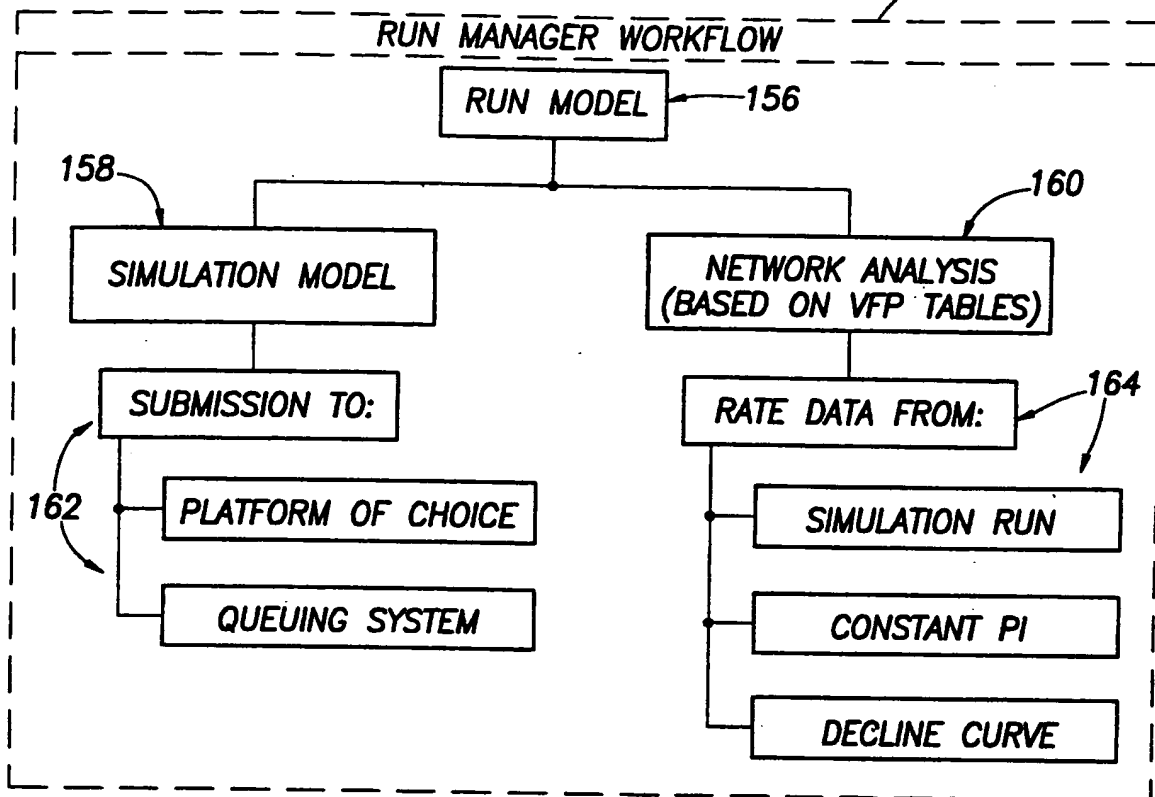 RUN MANAGER WORKFLOW
RUN MODEL
156
158
160
SIMULATION MODEL
NETWORK ANALYSIS
(BASED ON VFP TABLES)
SUBMISSION TO:
RATE DATA FROM:
164
162
PLATFORM OF CHOICE
SIMULATION RUN
QUEUING SYSTEM
CONSTANT PI
DECLINE CURVE